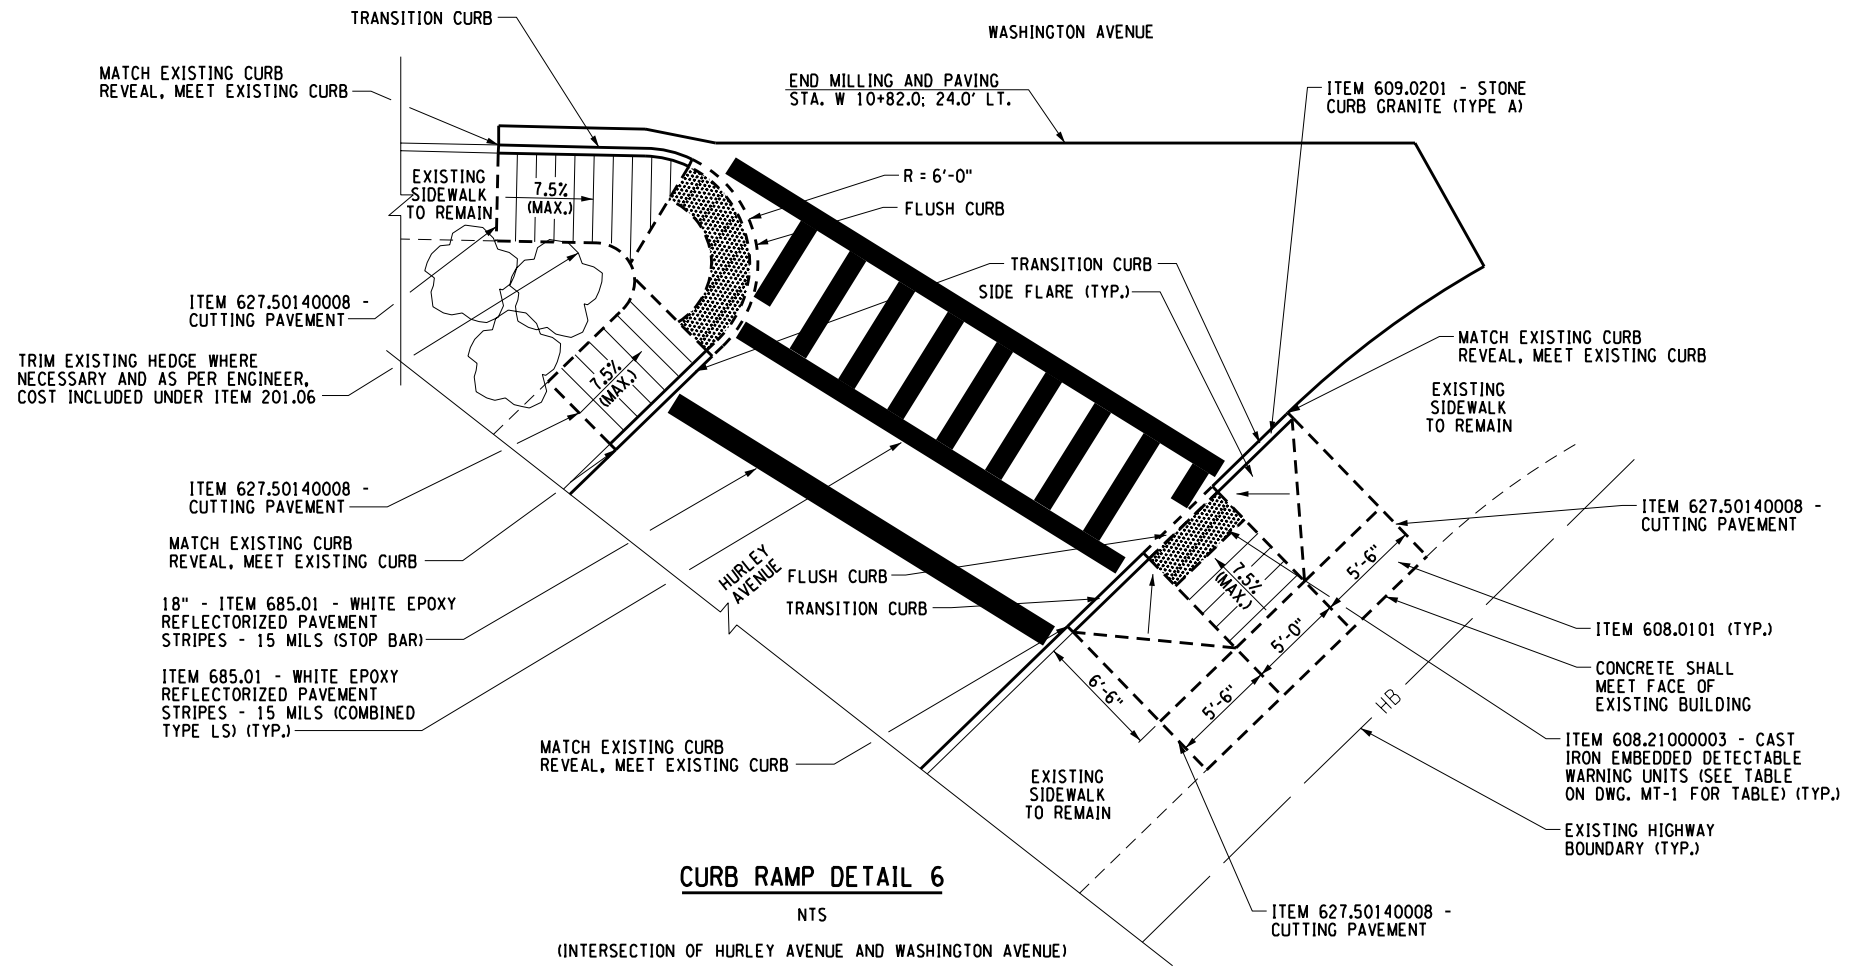 TRANSITION CURB
WASHINGTON AVENUE
MATCH EXISTING CURB
REVEAL, MEET EXISTING CURB
END MILLING AND PAVING
STA. W 10+82.0; 24.0' LT.
ITEM 609.0201 - STONE
CURB GRANITE (TYPE A)
EXISTING
SIDEWALK
TO REMAIN
7.5%
(MAX.)
R = 6'-0"
FLUSH CURB
TRANSITION CURB
SIDE FLARE (TYP.)
ITEM 627.50140008 -
CUTTING PAVEMENT
MATCH EXISTING CURB
REVEAL, MEET EXISTING CURB
TRIM EXISTING HEDGE WHERE
NECESSARY AND AS PER ENGINEER,
COST INCLUDED UNDER ITEM 201.06
7.5%
(MAX.)
EXISTING
SIDEWALK
TO REMAIN
ITEM 627.50140008 -
CUTTING PAVEMENT
ITEM 627.50140008 -
CUTTING PAVEMENT
MATCH EXISTING CURB
REVEAL, MEET EXISTING CURB
HURLEY
AVENUE
FLUSH CURB
7.5%
(MAX.)
5'-6"
TRANSITION CURB
18" - ITEM 685.01 - WHITE EPOXY
REFLECTORIZED PAVEMENT
STRIPES - 15 MILS (STOP BAR)
5'-0"
ITEM 608.0101 (TYP.)
ITEM 685.01 - WHITE EPOXY
REFLECTORIZED PAVEMENT
STRIPES - 15 MILS (COMBINED
TYPE LS) (TYP.)
6'-6"
5'-6"
HB
CONCRETE SHALL
MEET FACE OF
EXISTING BUILDING
MATCH EXISTING CURB
REVEAL, MEET EXISTING CURB
ITEM 608.21000003 - CAST
IRON EMBEDDED DETECTABLE
WARNING UNITS (SEE TABLE
ON DWG. MT-1 FOR TABLE) (TYP.)
EXISTING
SIDEWALK
TO REMAIN
EXISTING HIGHWAY
BOUNDARY (TYP.)
CURB RAMP DETAIL 6
NTS
(INTERSECTION OF HURLEY AVENUE AND WASHINGTON AVENUE)
ITEM 627.50140008 -
CUTTING PAVEMENT